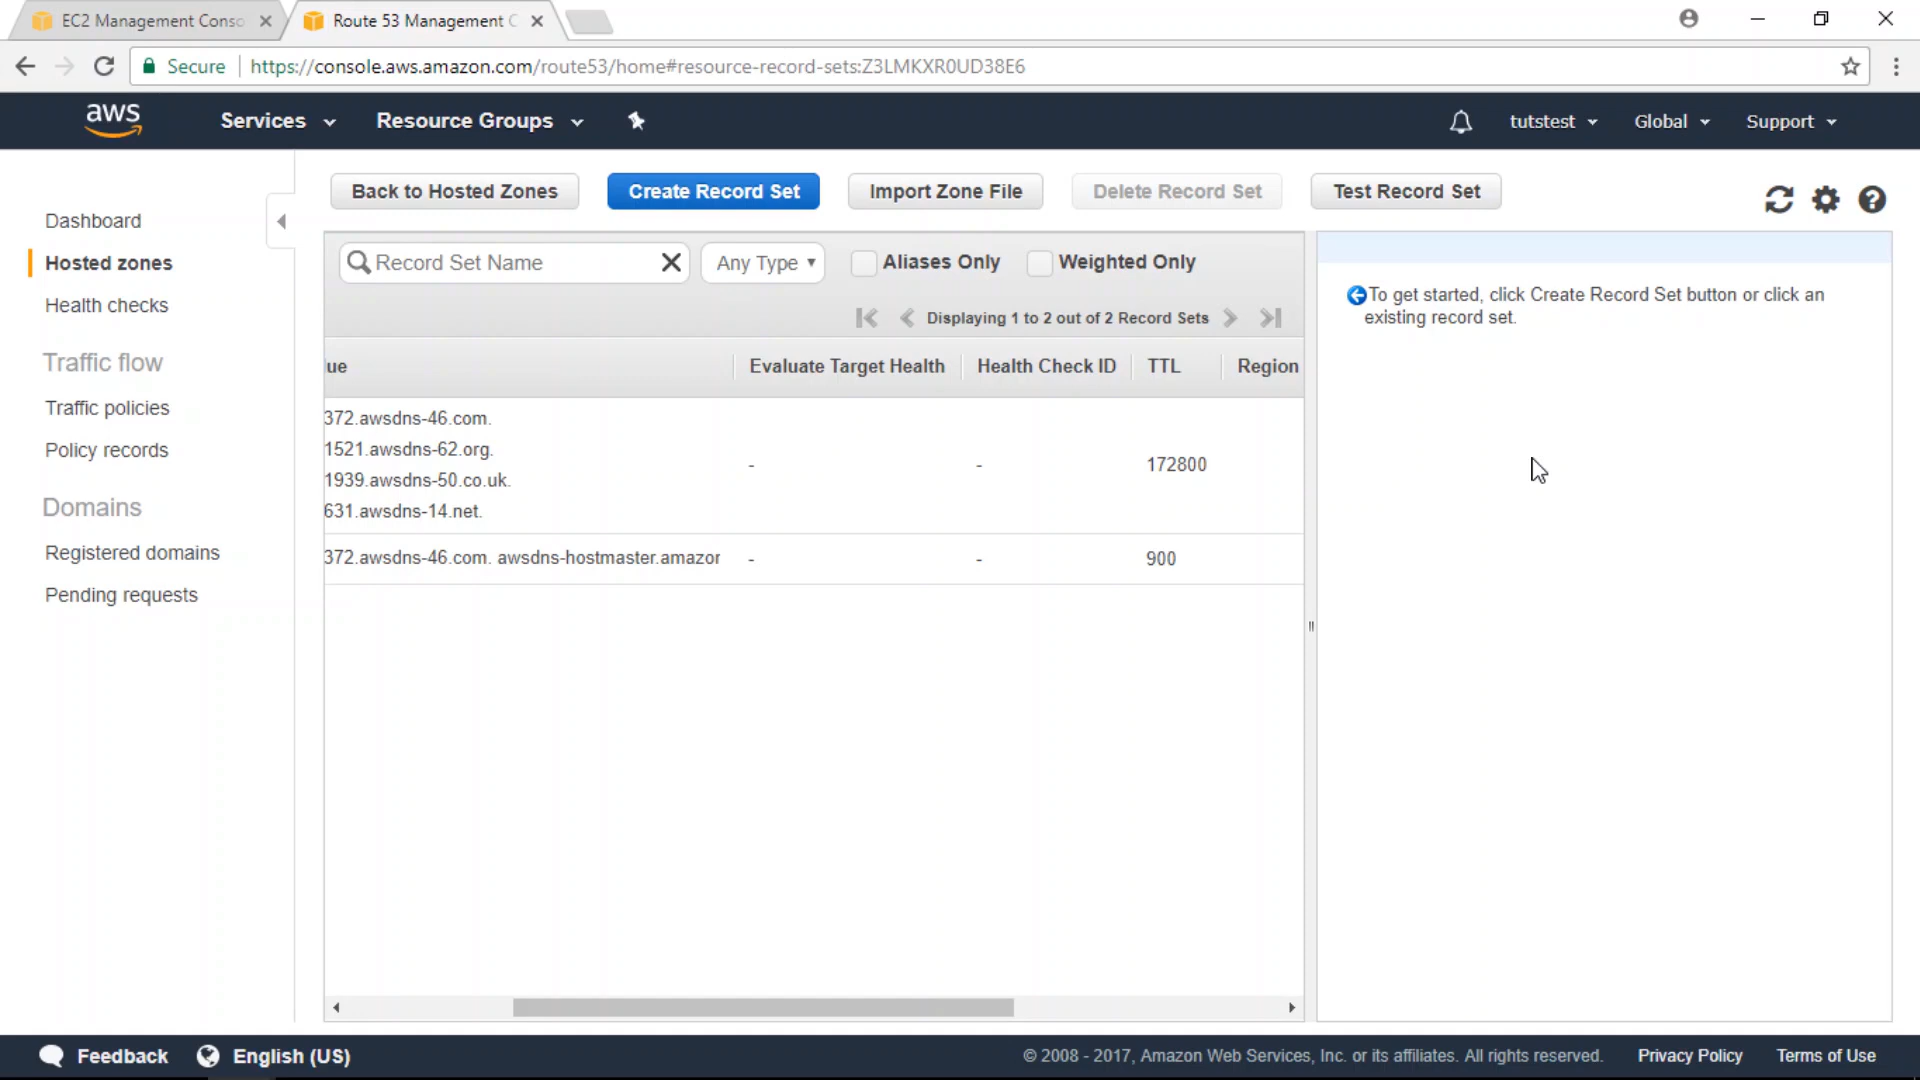 EC2 Management Conso
Route 53 Management C
Secure
https://console.aws.amazon.com/route53/home#resource-record-sets:Z3LMKXR0UD38E6
aws
Services
Resource Groups
tutstest
Global
Support
Dashboard
Hosted zones
Health checks
Traffic flow
Traffic policies
Policy records
Domains
Registered domains
Pending requests
Back to Hosted Zones
Create Record Set
Import Zone File
Delete Record Set
Test Record Set
Record Set Name
Any Type
Aliases Only
Weighted Only
Displaying 1 to 2 out of 2 Record Sets
ue
Evaluate Target Health
Health Check ID
TTL
Region
372.awsdns-46.com.
1521.awsdns-62.org.
1939.awsdns-50.co.uk.
631.awsdns-14.net.
-
-
172800
372.awsdns-46.com. awsdns-hostmaster.amazor
-
-
900
To get started, click Create Record Set button or click an
existing record set.
Feedback
English (US)
© 2008 - 2017, Amazon Web Services, Inc. or its affiliates. All rights reserved.
Privacy Policy
Terms of Use